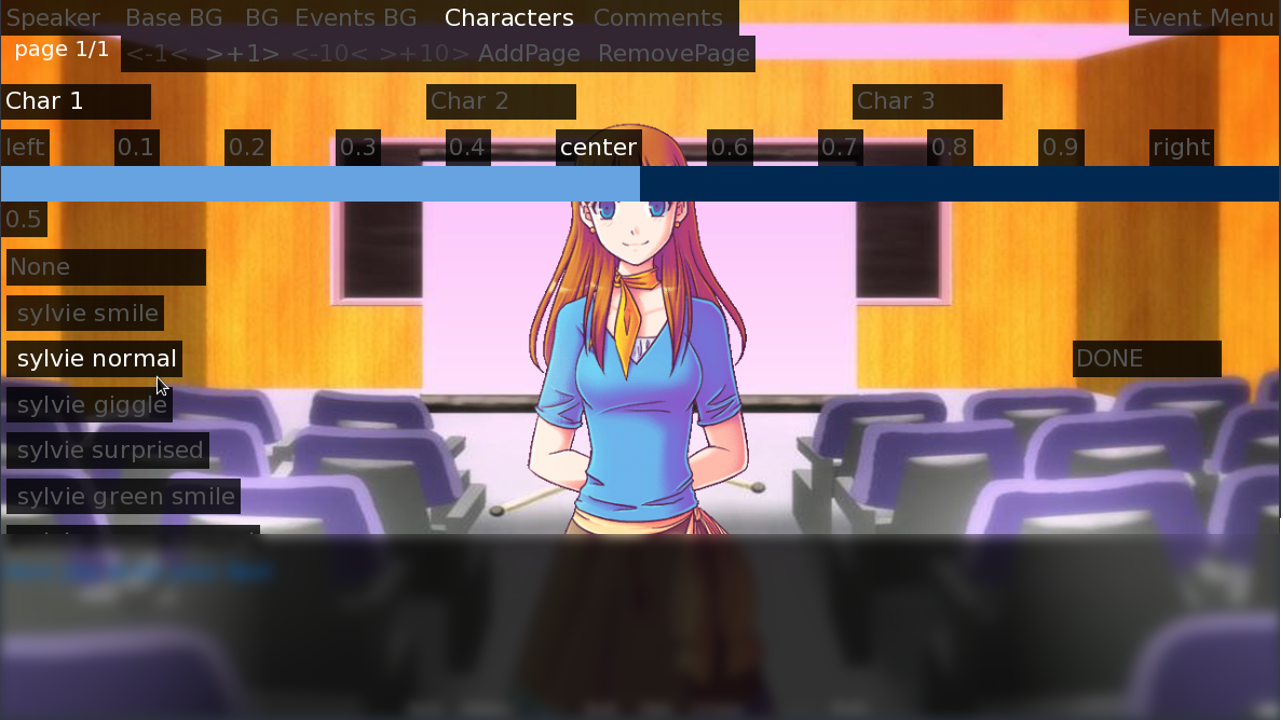 Speaker Base BG BG Events BG Characters Comments Event Menu
page 1/1 <-1< >+1> <-10< >+10> AddPage RemovePage
Char 1 Char 2 Char 3
left 0.1 0.2 0.3 0.4 center 0.6 0.7 0.8 0.9 right
0.5
None
sylvie smile
sylvie normal DONE
sylvie giggle
sylvie surprised
sylvie green smile